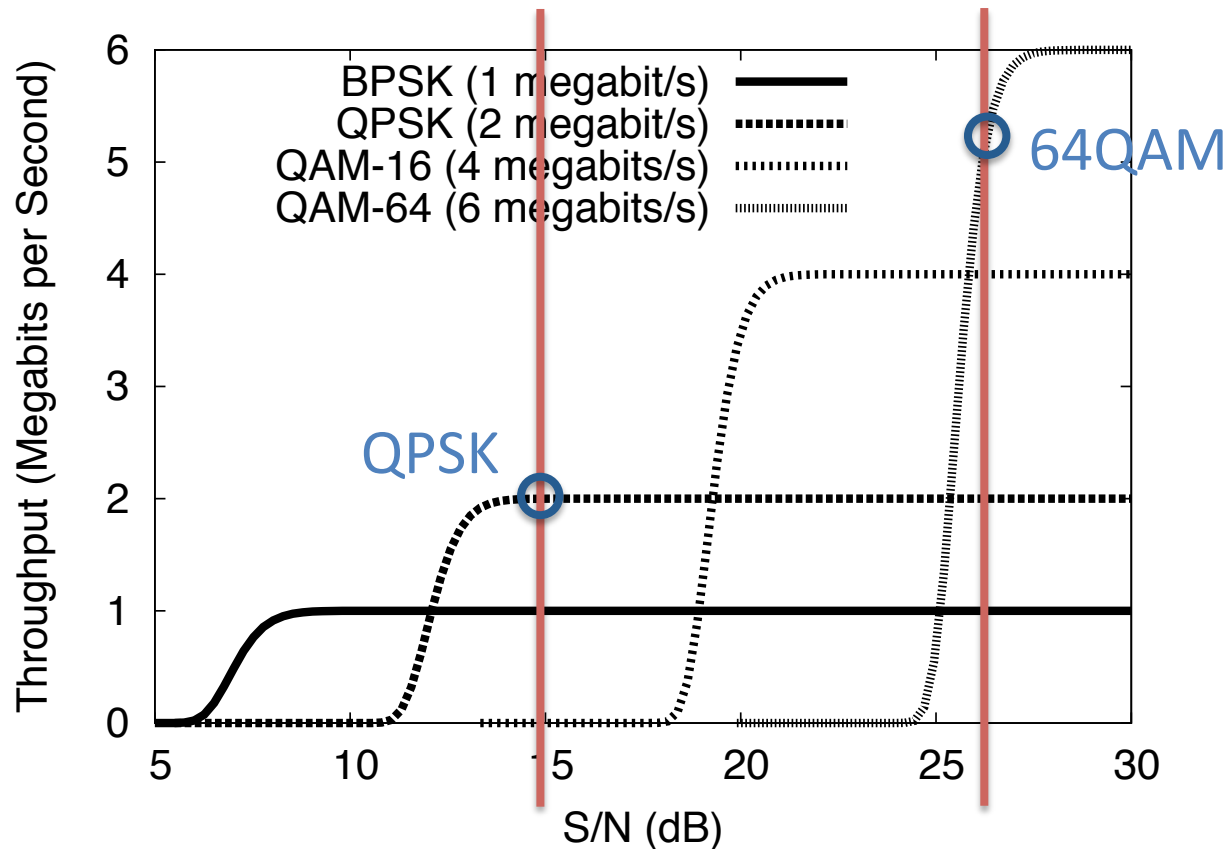 6
5
4
3
2
1
0
Throughput (Megabits per Second)
BPSK (1 megabit/s)
QPSK (2 megabit/s)
QAM-16 (4 megabits/s)
QAM-64 (6 megabits/s)
64QAM
QPSK
5 10 15 20 25 30
S/N (dB)